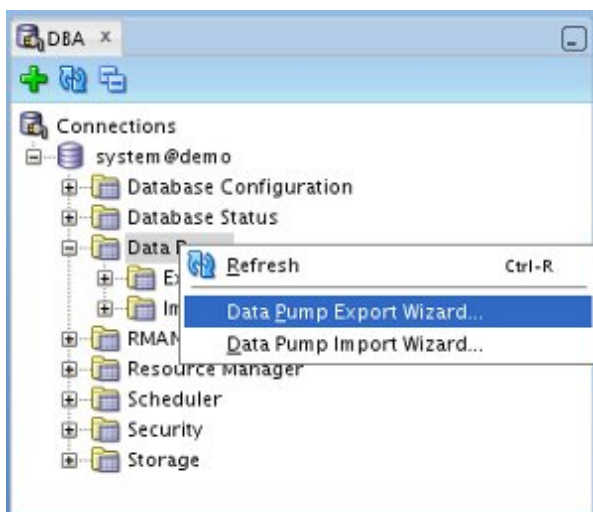 DBA x
Connections
system@demo
Database Configuration
Database Status
Data
Refresh Ctrl-R
Data Pump Export Wizard...
Data Pump Import Wizard...
RMAN
Resource Manager
Scheduler
Security
Storage